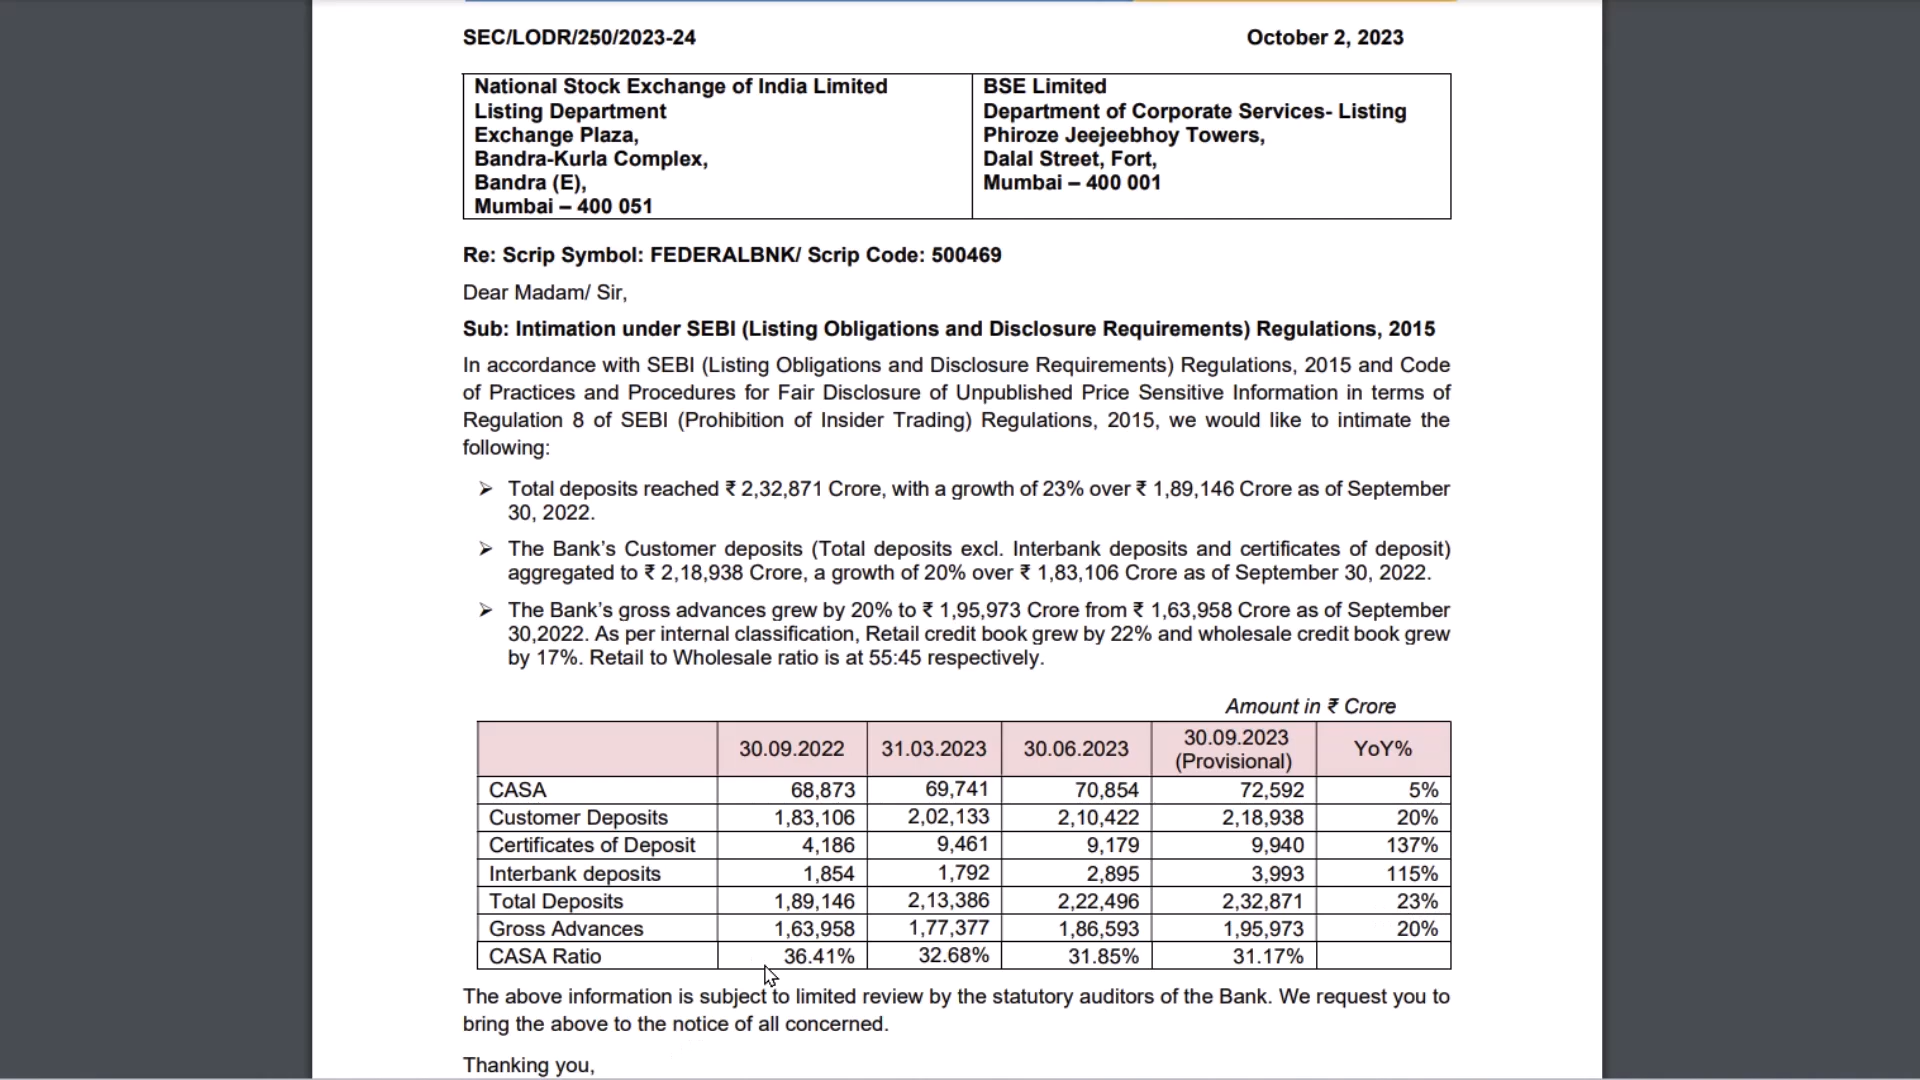 SEC/LODR/250/2023-24 October 2, 2023
National Stock Exchange of India Limited
Listing Department
Exchange Plaza,
Bandra-Kurla Complex,
Bandra (E),
Mumbai – 400 051
BSE Limited
Department of Corporate Services- Listing
Phiroze Jeejeebhoy Towers,
Dalal Street, Fort,
Mumbai – 400 001
Re: Scrip Symbol: FEDERALBNK/ Scrip Code: 500469
Dear Madam/ Sir,
Sub: Intimation under SEBI (Listing Obligations and Disclosure Requirements) Regulations, 2015
In accordance with SEBI (Listing Obligations and Disclosure Requirements) Regulations, 2015 and Code
of Practices and Procedures for Fair Disclosure of Unpublished Price Sensitive Information in terms of
Regulation 8 of SEBI (Prohibition of Insider Trading) Regulations, 2015, we would like to intimate the
following:
➢ Total deposits reached ₹ 2,32,871 Crore, with a growth of 23% over ₹ 1,89,146 Crore as of September
30, 2022.
➢ The Bank’s Customer deposits (Total deposits excl. Interbank deposits and certificates of deposit)
aggregated to ₹ 2,18,938 Crore, a growth of 20% over ₹ 1,83,106 Crore as of September 30, 2022.
➢ The Bank’s gross advances grew by 20% to ₹ 1,95,973 Crore from ₹ 1,63,958 Crore as of September
30,2022. As per internal classification, Retail credit book grew by 22% and wholesale credit book grew
by 17%. Retail to Wholesale ratio is at 55:45 respectively.
Amount in ₹ Crore
30.09.2022 31.03.2023 30.06.2023 30.09.2023 (Provisional) YoY%
CASA 68,873 69,741 70,854 72,592 5%
Customer Deposits 1,83,106 2,02,133 2,10,422 2,18,938 20%
Certificates of Deposit 4,186 9,461 9,179 9,940 137%
Interbank deposits 1,854 1,792 2,895 3,993 115%
Total Deposits 1,89,146 2,13,386 2,22,496 2,32,871 23%
Gross Advances 1,63,958 1,77,377 1,86,593 1,95,973 20%
CASA Ratio 36.41% 32.68% 31.85% 31.17%
The above information is subject to limited review by the statutory auditors of the Bank. We request you to
bring the above to the notice of all concerned.
Thanking you,